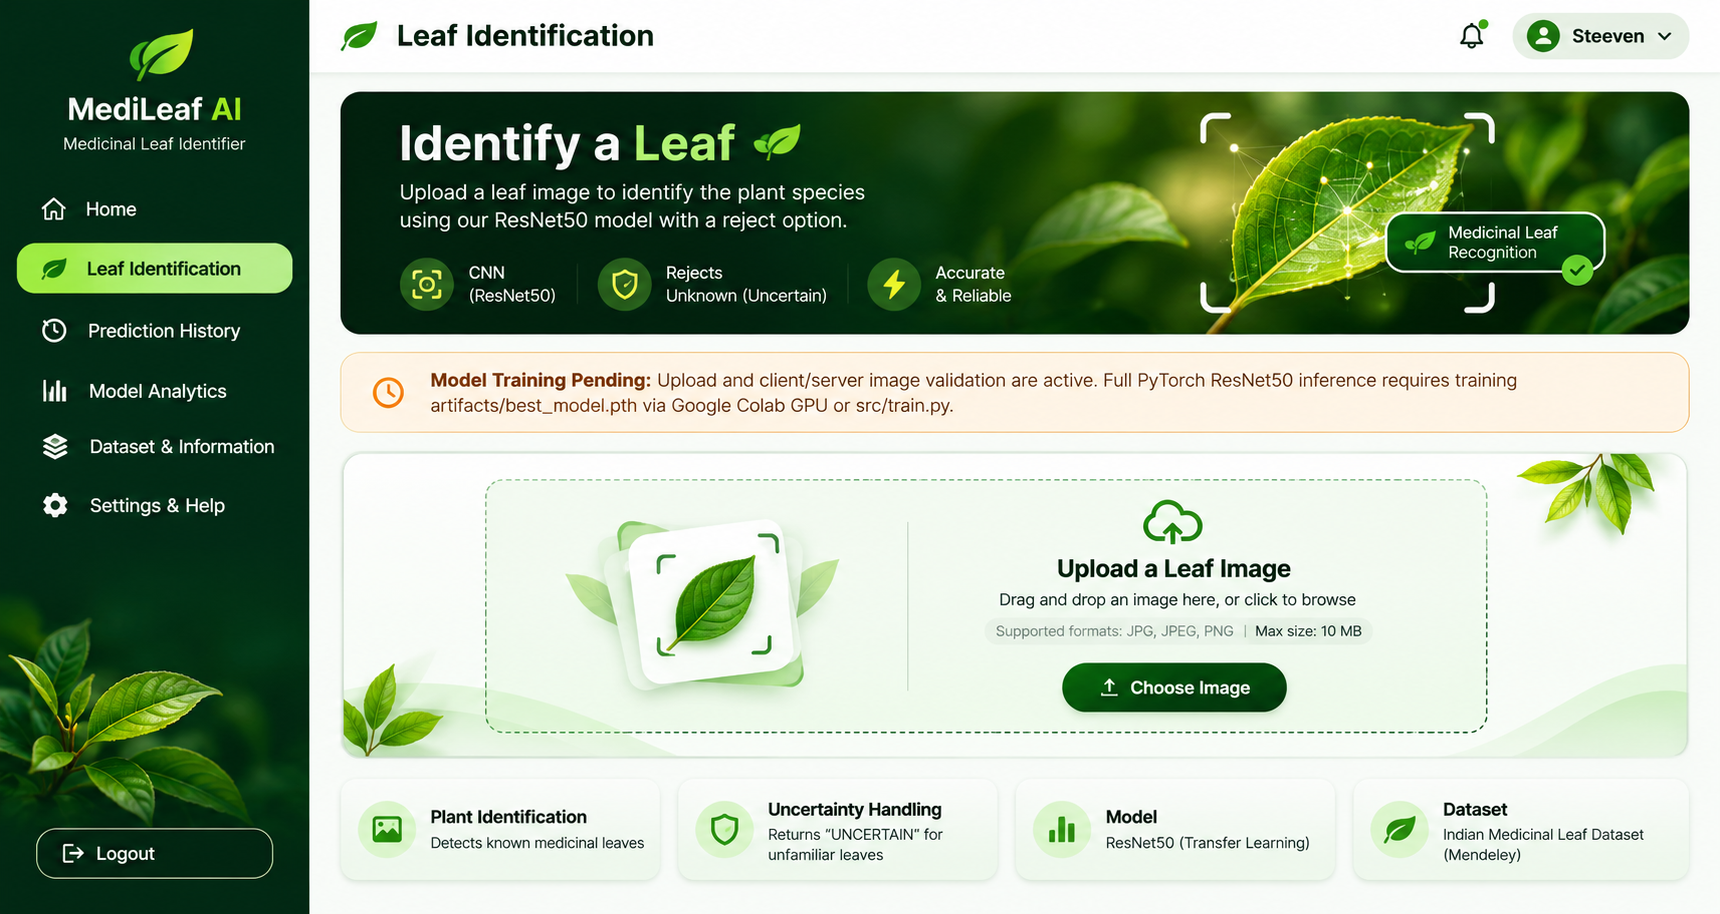 MediLeaf AI
Medicinal Leaf Identifier
Home
Leaf Identification
Prediction History
Model Analytics
Dataset & Information
Settings & Help
Logout
Leaf Identification
Steeven
Identify a Leaf
Upload a leaf image to identify the plant species
using our ResNet50 model with a reject option.
CNN
(ResNet50)
Rejects
Unknown (Uncertain)
Accurate
& Reliable
Medicinal Leaf
Recognition
Model Training Pending: Upload and client/server image validation are active. Full PyTorch ResNet50 inference requires training
artifacts/best_model.pth via Google Colab GPU or src/train.py.
Upload a Leaf Image
Drag and drop an image here, or click to browse
Supported formats: JPG, JPEG, PNG | Max size: 10 MB
Choose Image
Plant Identification
Detects known medicinal leaves
Uncertainty Handling
Returns “UNCERTAIN” for
unfamiliar leaves
Model
ResNet50 (Transfer Learning)
Dataset
Indian Medicinal Leaf Dataset
(Mendeley)